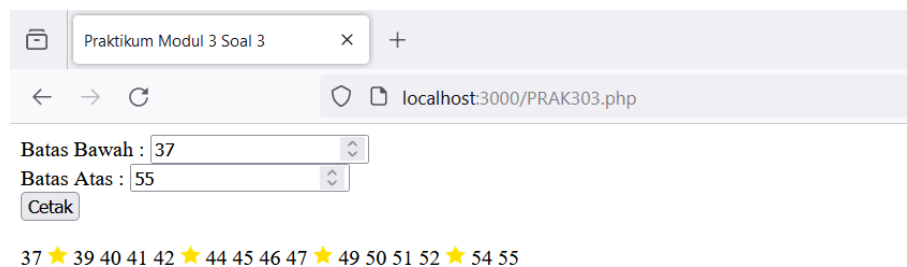 Praktikum Modul 3 Soal 3
localhost:3000/PRAK303.php
Batas Bawah : 37
Batas Atas : 55
Cetak
37 ⭐ 39 40 41 42 ⭐ 44 45 46 47 ⭐ 49 50 51 52 ⭐ 54 55